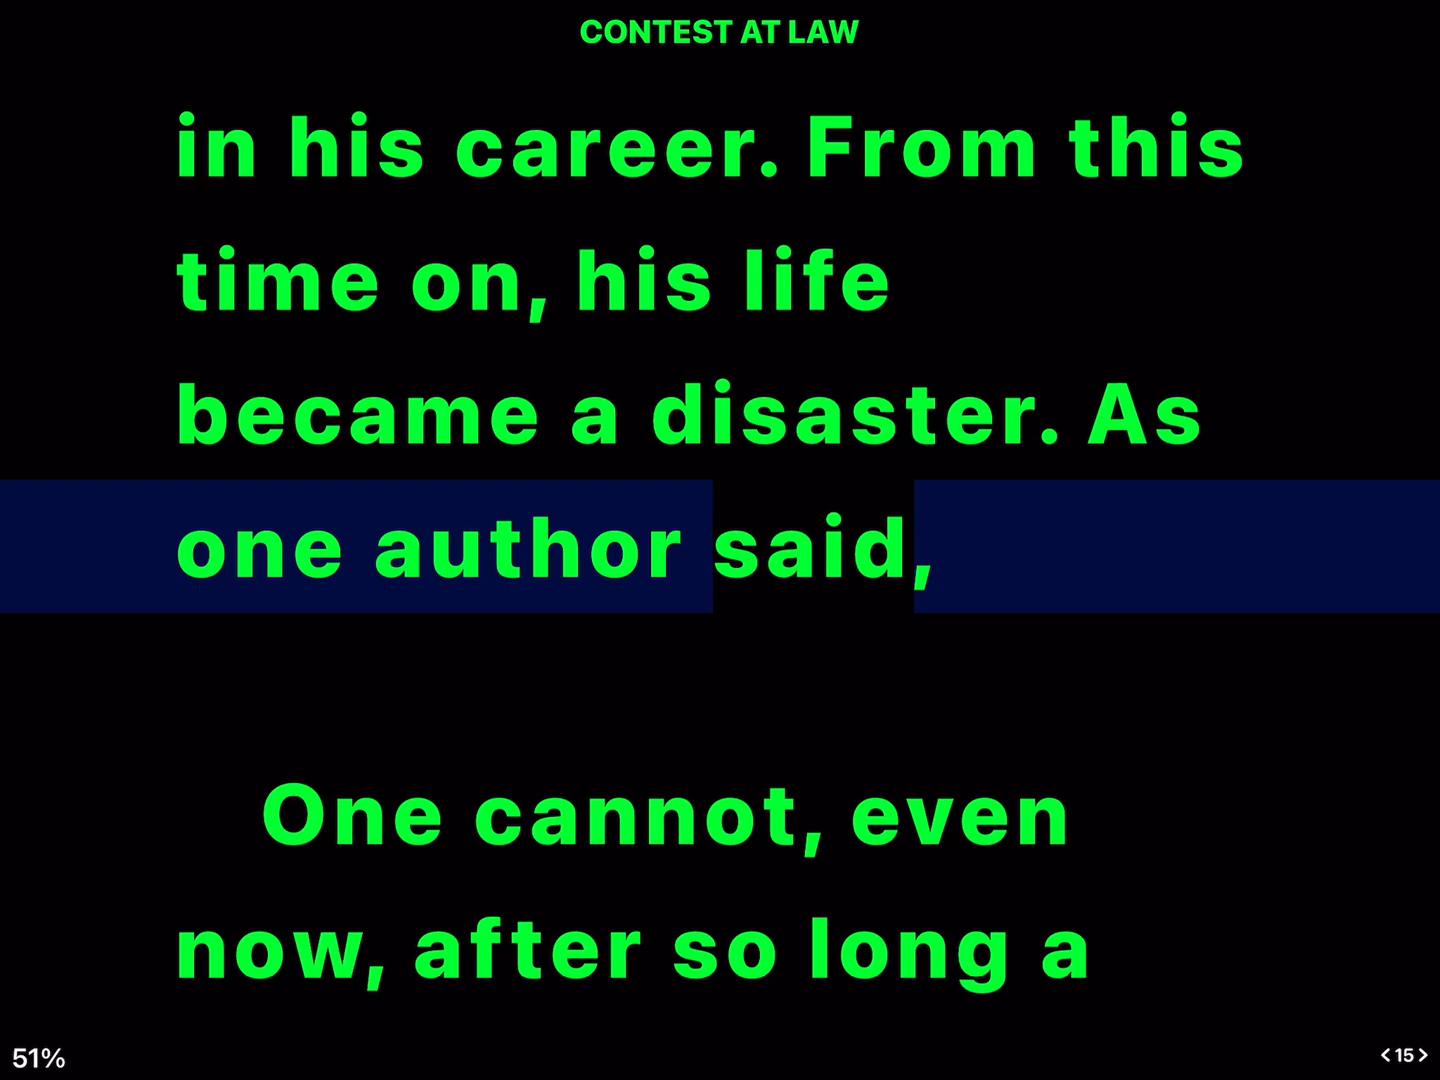 CONTEST AT LAW
in his career. From this
time on, his life
became a disaster. As
one author said,
One cannot, even
now, after so long a
51%
<15>